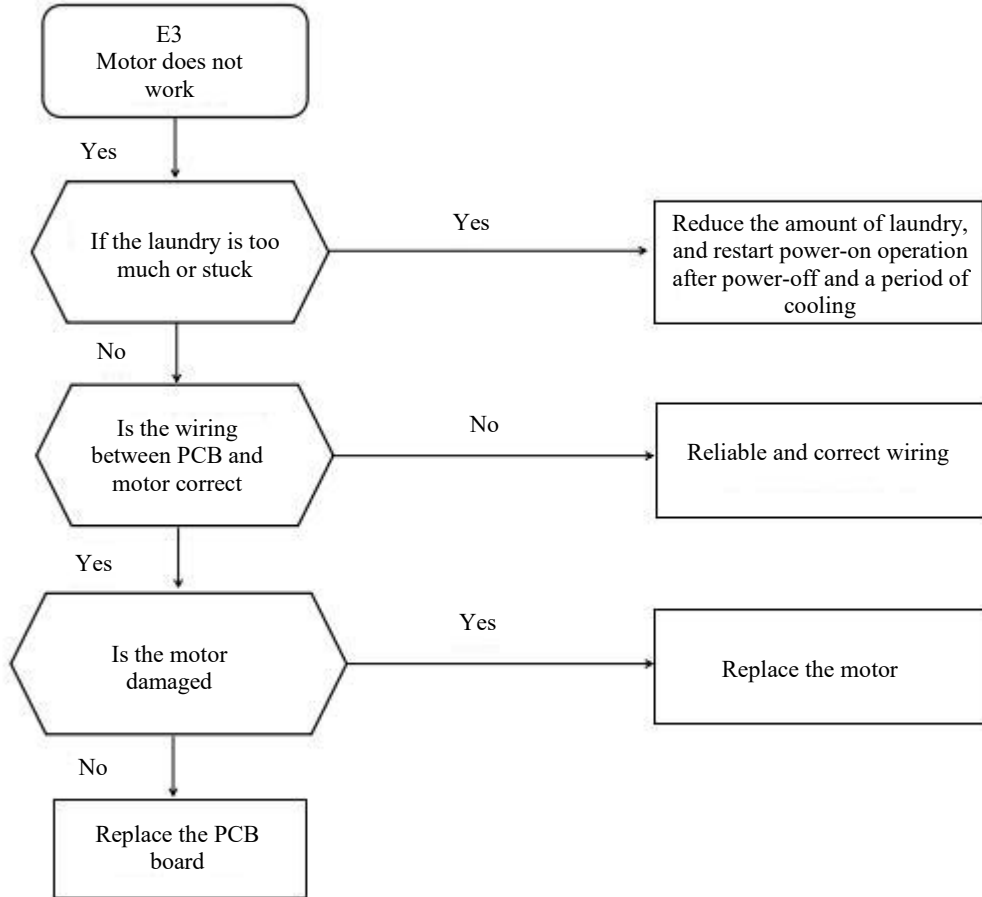 E3
Motor does not
work
Yes
If the laundry is too
much or stuck
Yes
Reduce the amount of laundry,
and restart power-on operation
after power-off and a period of
cooling
No
Is the wiring
between PCB and
motor correct
No
Reliable and correct wiring
Yes
Is the motor
damaged
Yes
Replace the motor
No
Replace the PCB
board